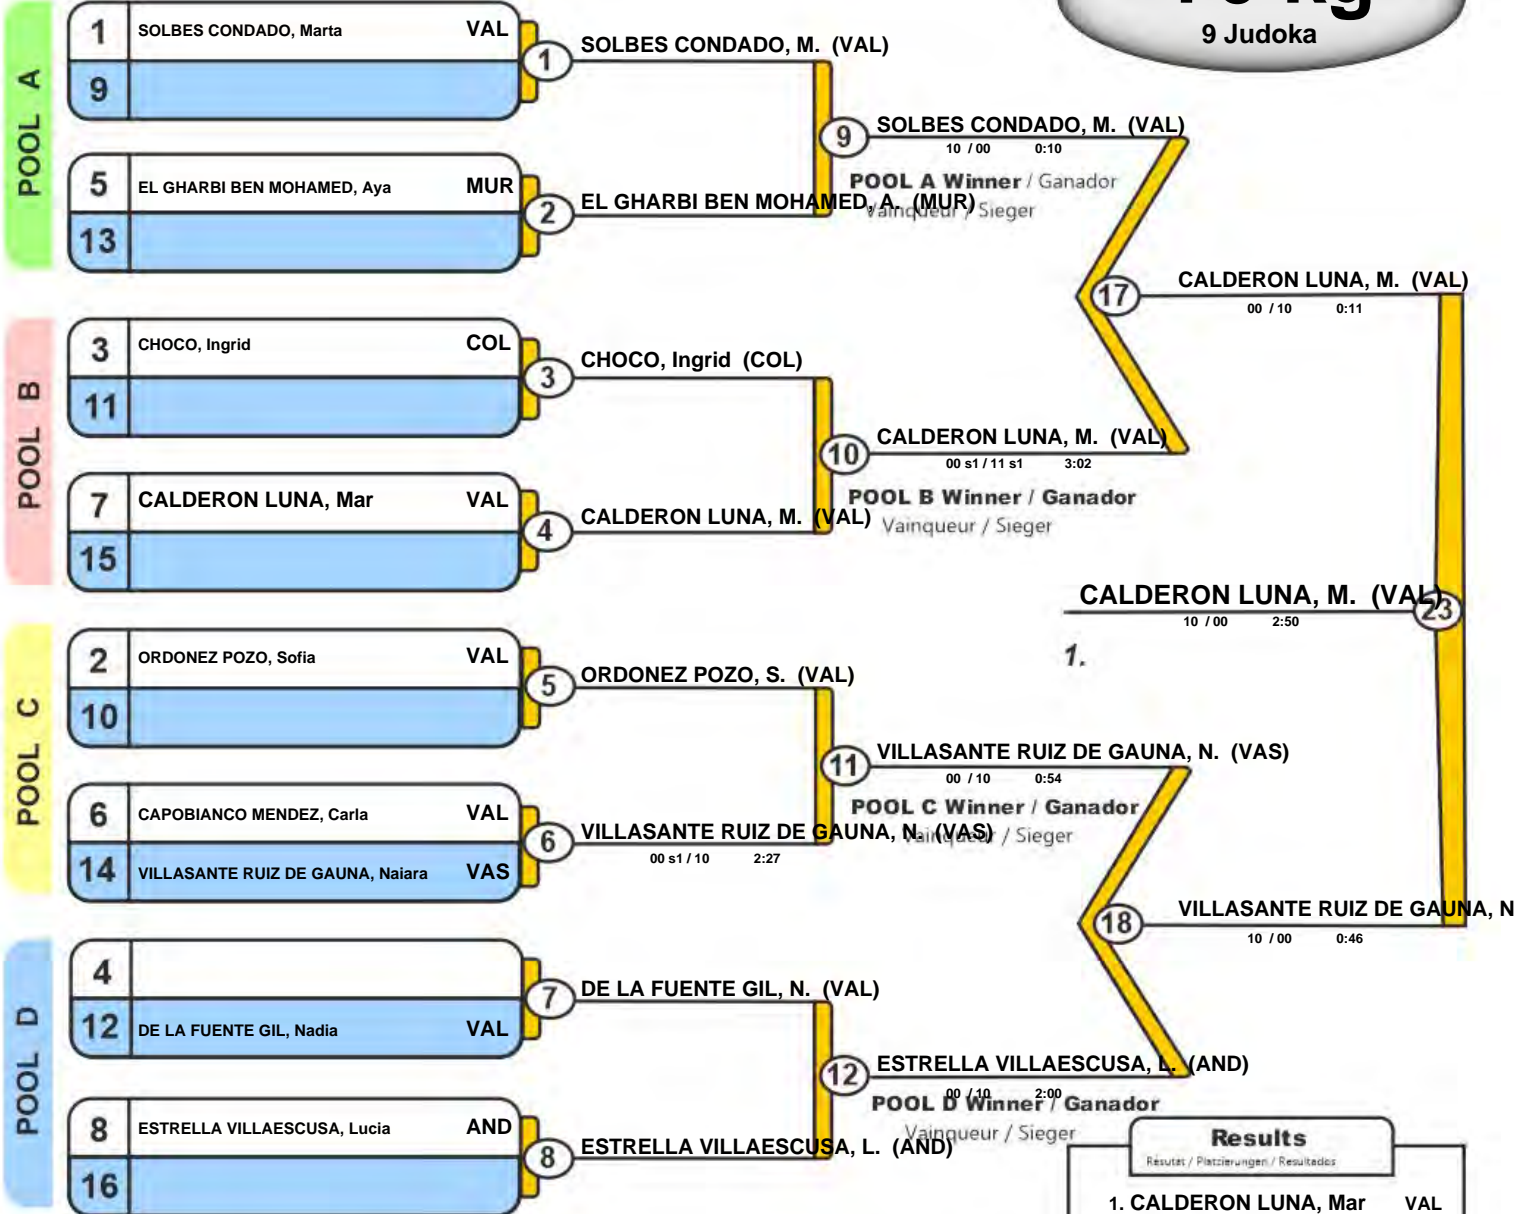 9 Judoka
POOL A
1 SOLBES CONDADO, Marta VAL
9
5 EL GHARBI BEN MOHAMED, Aya MUR
13
POOL B
3 CHOCO, Ingrid COL
11
7 CALDERON LUNA, Mar VAL
15
POOL C
2 ORDONEZ POZO, Sofia VAL
10
6 CAPOBIANCO MENDEZ, Carla VAL
14 VILLASANTE RUIZ DE GAUNA, Naiara VAS
POOL D
4
12 DE LA FUENTE GIL, Nadia VAL
8 ESTRELLA VILLAESCUSA, Lucia AND
16
1 SOLBES CONDADO, M. (VAL)
2 EL GHARBI BEN MOHAMED, A. (MUR)
3 CHOCO, Ingrid (COL)
4 CALDERON LUNA, M. (VAL)
5 ORDONEZ POZO, S. (VAL)
6 VILLASANTE RUIZ DE GAUNA, N. (VAS)
00 s1 / 10 2:27
7 DE LA FUENTE GIL, N. (VAL)
8 ESTRELLA VILLAESCUSA, L. (AND)
9 SOLBES CONDADO, M. (VAL)
10 / 00 0:10
POOL A Winner / Ganador
Vainqueur / Sieger
10 CALDERON LUNA, M. (VAL)
00 s1 / 11 s1 3:02
POOL B Winner / Ganador
Vainqueur / Sieger
11 VILLASANTE RUIZ DE GAUNA, N. (VAS)
00 / 10 0:54
POOL C Winner / Ganador
Vainqueur / Sieger
12 ESTRELLA VILLAESCUSA, L. (AND)
00 / 10 2:00
POOL D Winner / Ganador
Vainqueur / Sieger
17 CALDERON LUNA, M. (VAL)
00 / 10 0:11
18 VILLASANTE RUIZ DE GAUNA, N
10 / 00 0:46
CALDERON LUNA, M. (VAL) 23
10 / 00 2:50
1.
Results
Résutat / Platzierungen / Resultados
1. CALDERON LUNA, Mar VAL